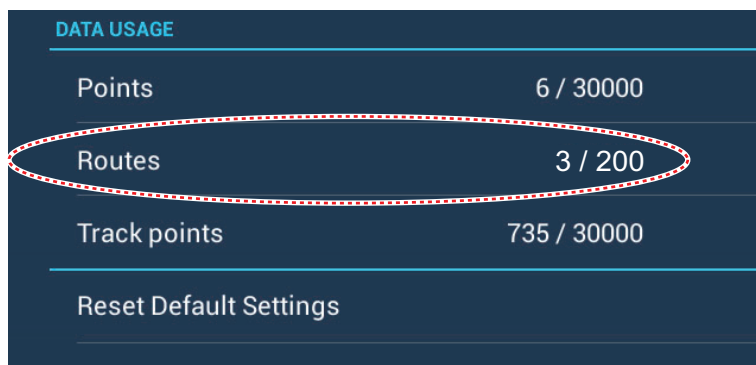 DATA USAGE
Points 6 / 30000
Routes 3 / 200
Track points 735 / 30000
Reset Default Settings